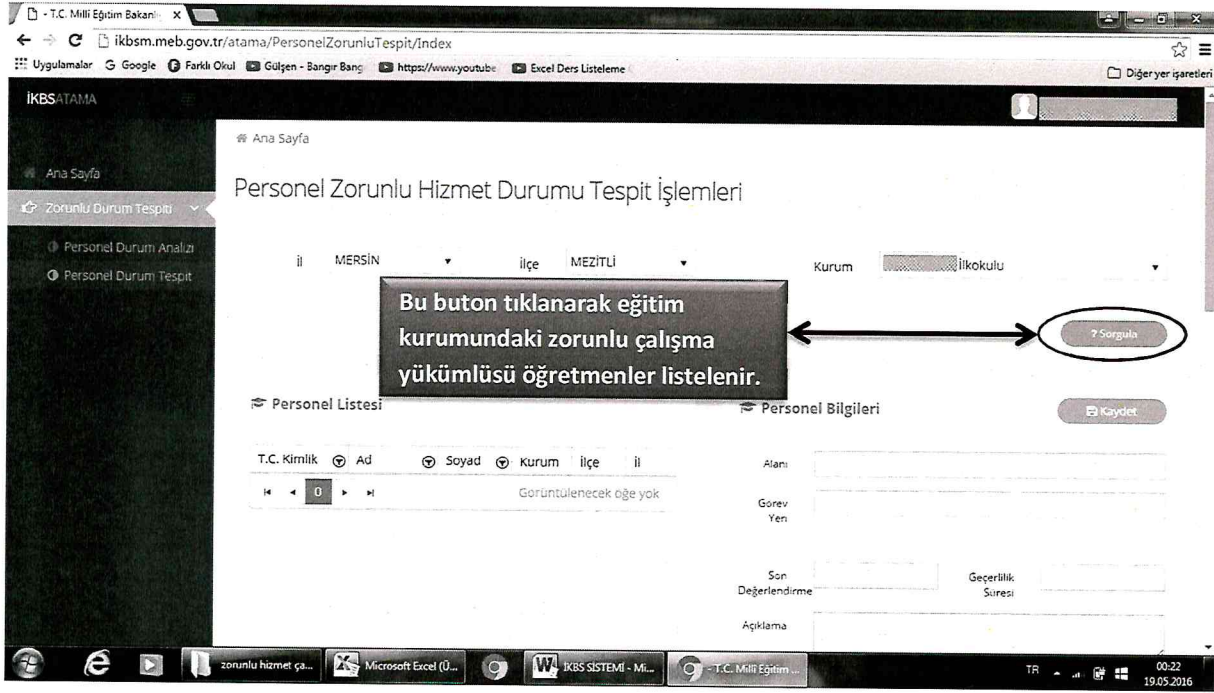 - T.C. Milli Eğitim Bakanlı
ikbsm.meb.gov.tr/atama/PersonelZorunluTespit/Index
Uygulamalar Google Farklı Okul Gülşen - Bangır Bang https://www.youtube Excel Ders Listeleme Diğer yer işaretleri
İKBSATAMA
Ana Sayfa
Ana Sayfa
Zorunlu Durum Tespiti
Personel Durum Analizi
Personel Durum Tespit
Personel Zorunlu Hizmet Durumu Tespit İşlemleri
İl MERSİN İlçe MEZİTLİ Kurum İlkokulu
Bu buton tıklanarak eğitim
kurumundaki zorunlu çalışma
yükümlüsü öğretmenler listelenir.
? Sorgula
Personel Listesi
T.C. Kimlik Ad Soyad Kurum İlçe İl
0 Görüntülenecek öğe yok
Personel Bilgileri Kaydet
Alanı
Görev
Yeri
Son
Değerlendirme
Geçerlilik
Süresi
Açıklama
zorunlu hizmet ça... Microsoft Excel (Ü... İKBS SİSTEMİ - Mi... - T.C. Milli Eğitim ... TR 00:22
19.05.2016